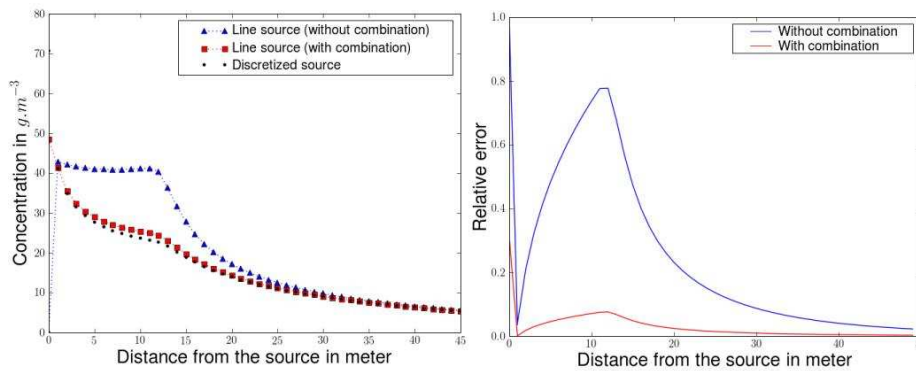 80
70
60
50
40
30
20
10
0
Concentration in g.m⁻³
Line source (without combination)
Line source (with combination)
Discretized source
0 5 10 15 20 25 30 35 40 45
Distance from the source in meter
1.0
0.8
0.6
0.4
0.2
0.0
Relative error
Without combination
With combination
0 10 20 30 40
Distance from the source in meter